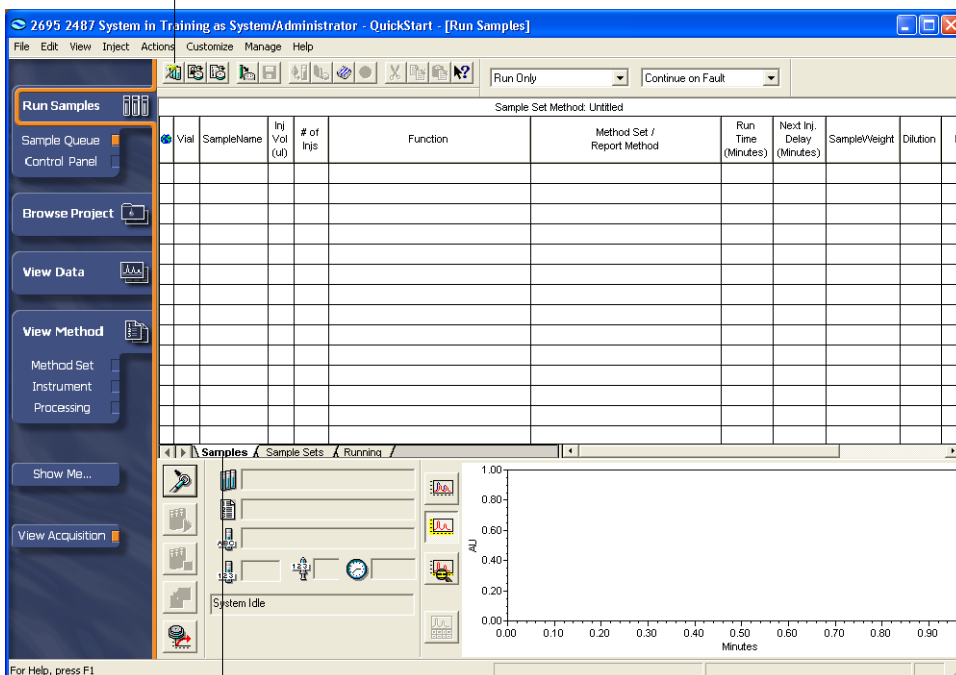 2695 2487 System in Training as System/Administrator - QuickStart - [Run Samples]
File Edit View Inject Actions Customize Manage Help
Run Only
Continue on Fault
Run Samples
Sample Queue
Control Panel
Browse Project
View Data
View Method
Method Set
Instrument
Processing
Show Me...
View Acquisition
Sample Set Method: Untitled
Vial
SampleName
Inj
Vol
(ul)
# of
Injs
Function
Method Set /
Report Method
Run
Time
(Minutes)
Next Inj.
Delay
(Minutes)
SampleWeight
Dilution
Samples
Sample Sets
Running
ABC
123
123
System Idle
1.00
0.80
0.60
0.40
0.20
0.00
AU
0.00 0.10 0.20 0.30 0.40 0.50 0.60 0.70 0.80 0.90
Minutes
For Help, press F1